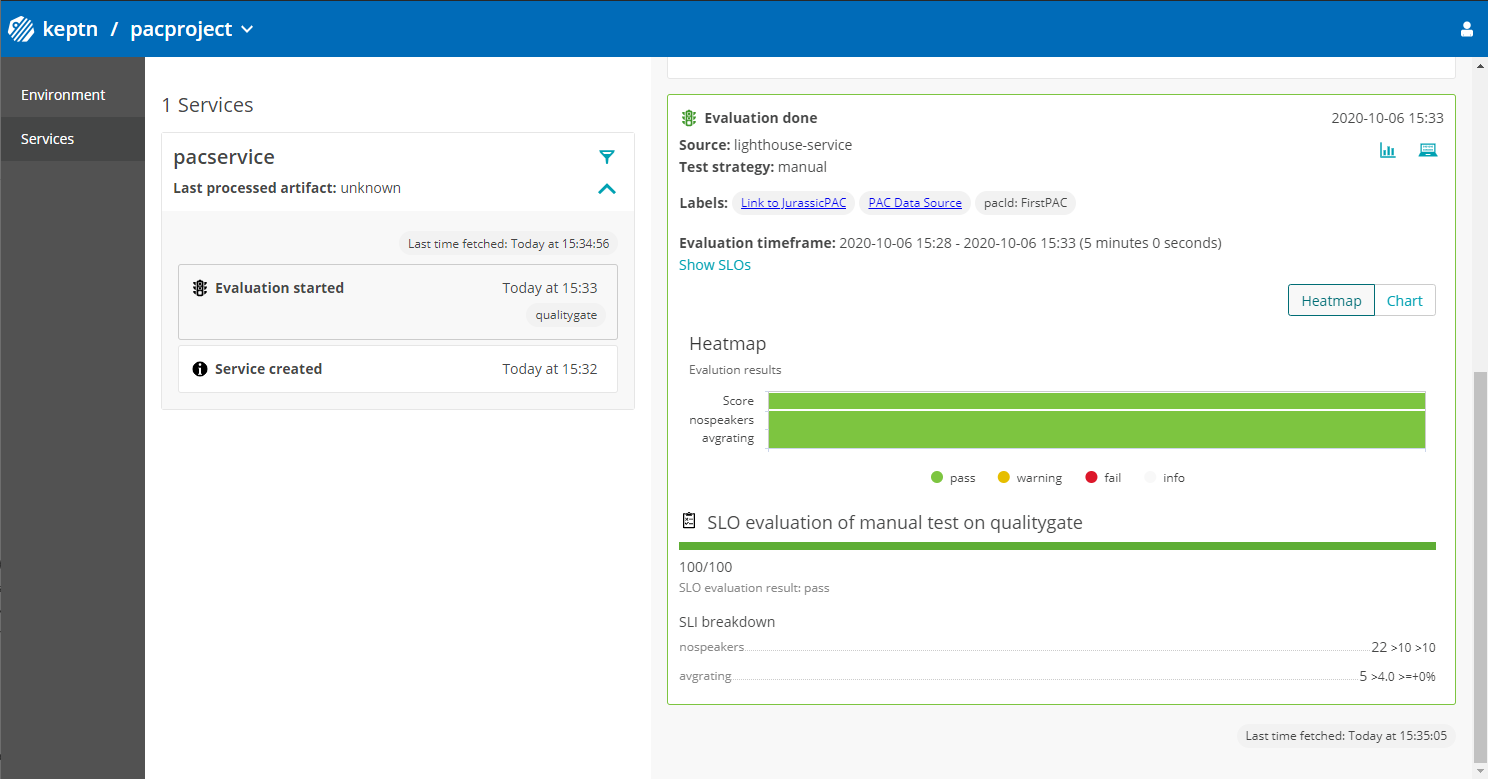 keptn / pacproject
Environment
Services
1 Services
pacservice
Last processed artifact: unknown
Last time fetched: Today at 15:34:56
Evaluation started Today at 15:33
qualitygate
Service created Today at 15:32
Evaluation done 2020-10-06 15:33
Source: lighthouse-service
Test strategy: manual
Labels: Link to JurassicPAC PAC Data Source pacId: FirstPAC
Evaluation timeframe: 2020-10-06 15:28 - 2020-10-06 15:33 (5 minutes 0 seconds)
Show SLOs
Heatmap Chart
Heatmap
Evalution results
Score
nospeakers
avgrating
pass warning fail info
SLO evaluation of manual test on qualitygate
100/100
SLO evaluation result: pass
SLI breakdown
nospeakers 22 >10 >10
avgrating 5 >4.0 >=+0%
Last time fetched: Today at 15:35:05